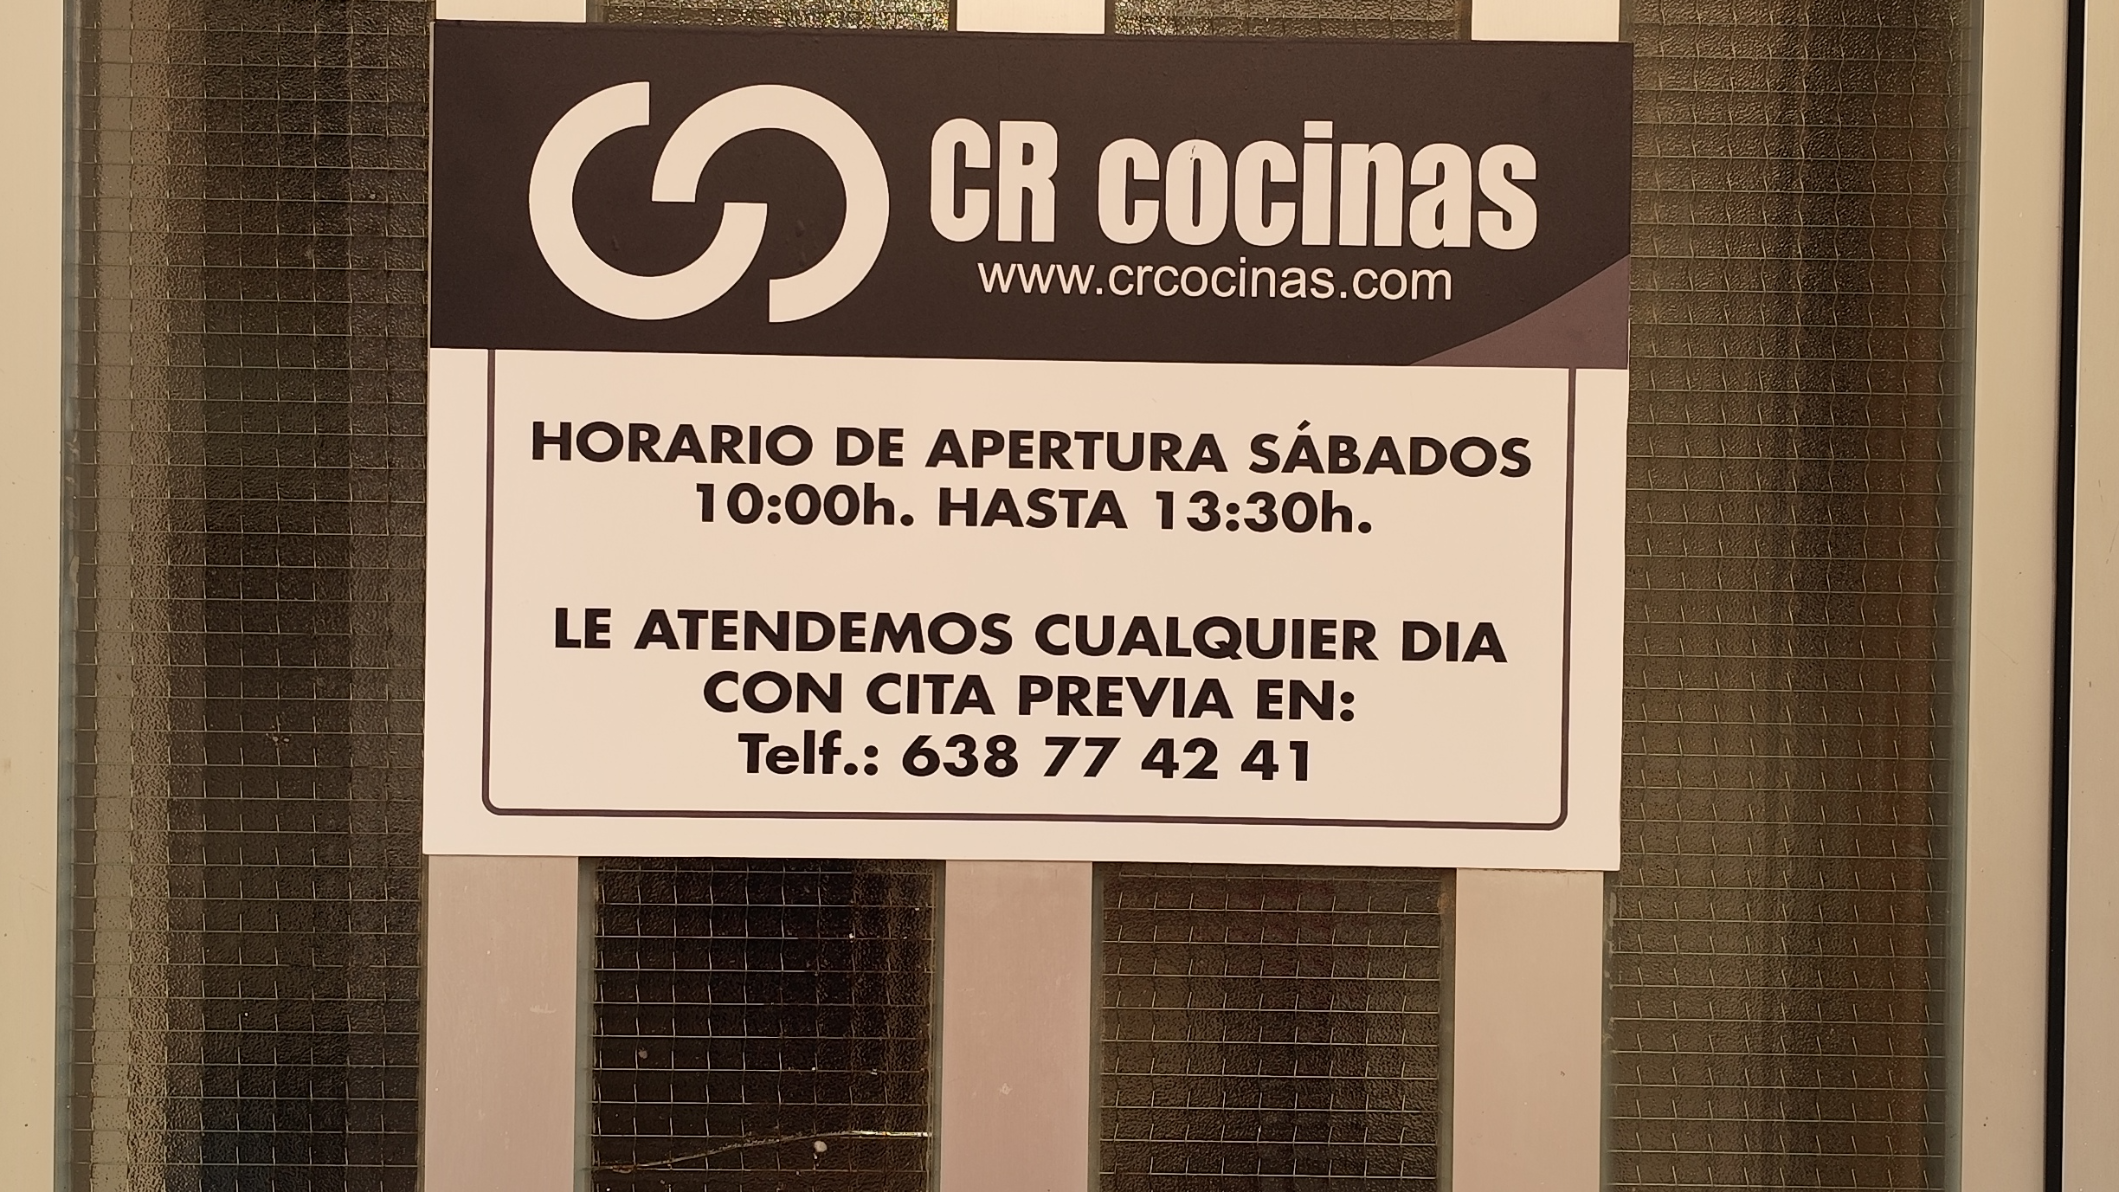 CR cocinas
www.crcocinas.com
HORARIO DE APERTURA SÁBADOS
10:00h. HASTA 13:30h.
LE ATENDEMOS CUALQUIER DIA
CON CITA PREVIA EN:
Telf.: 638 77 42 41